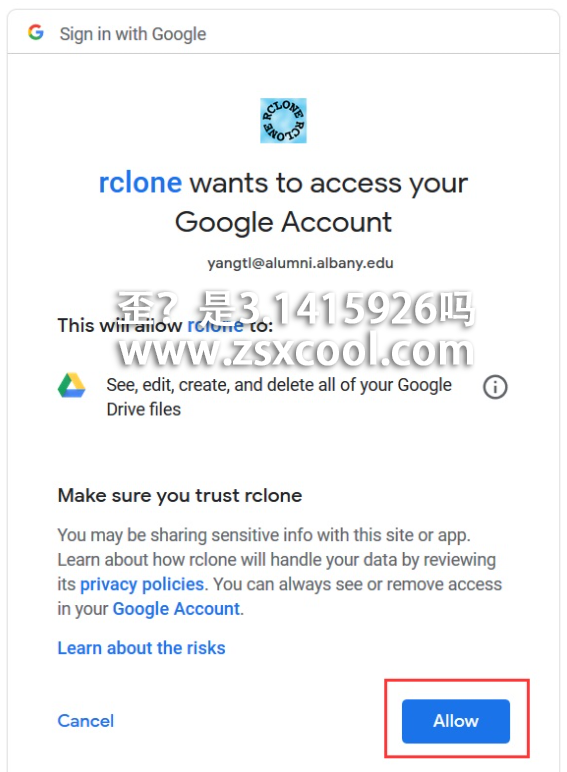 Sign in with Google
RCLONE RCLONE
rclone wants to access your
Google Account
yangtl@alumni.albany.edu
歪？是3.1415926吗
This will allow rclone to:
www.zsxcool.com
See, edit, create, and delete all of your Google
Drive files
Make sure you trust rclone
You may be sharing sensitive info with this site or app.
Learn about how rclone will handle your data by reviewing
its privacy policies. You can always see or remove access
in your Google Account.
Learn about the risks
Cancel
Allow